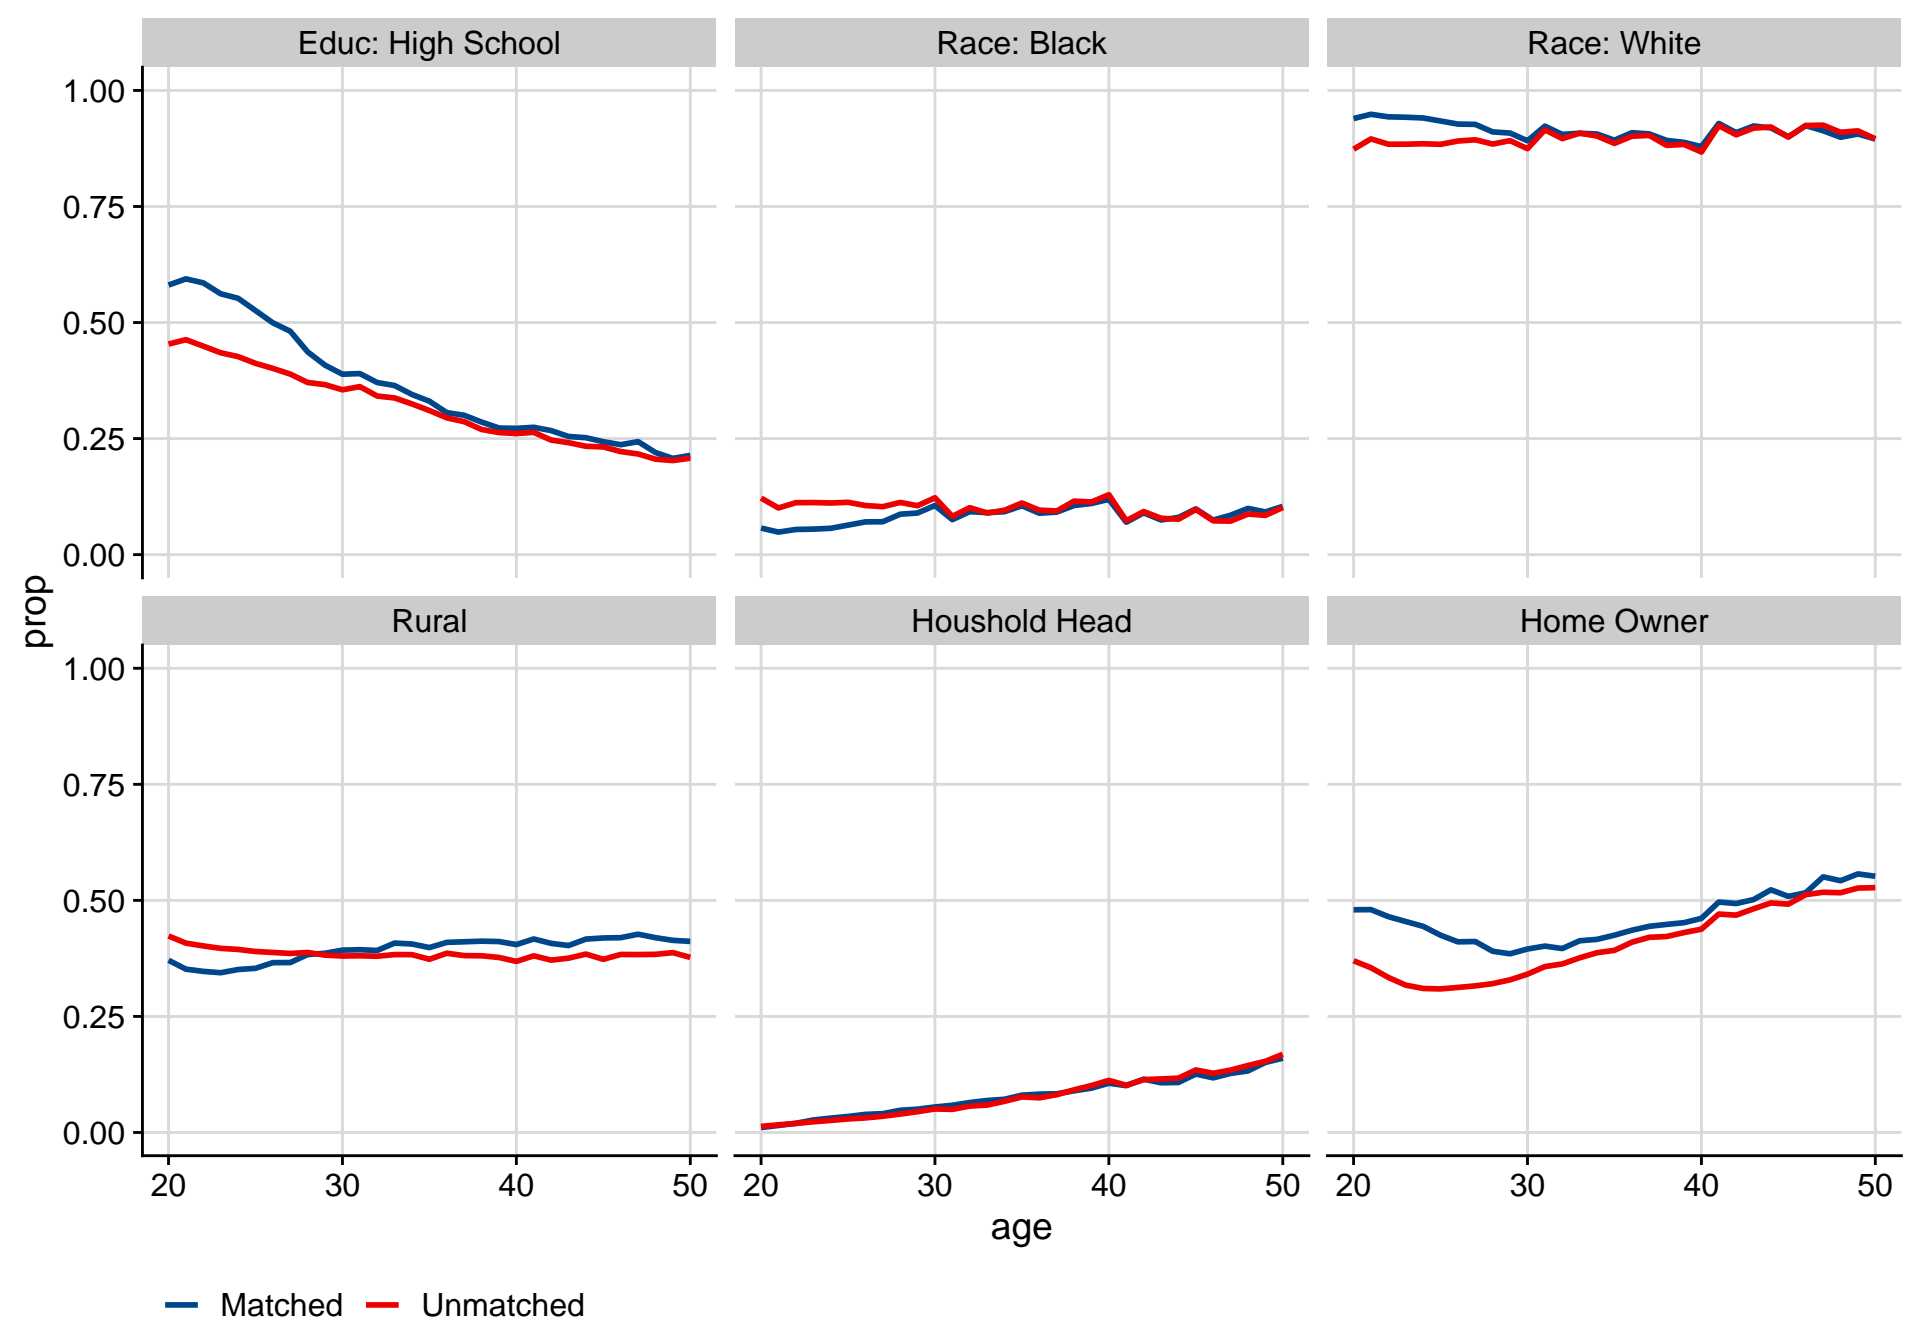 Educ: High School
Race: Black
Race: White
1.00
0.75
0.50
0.25
0.00
prop
Rural
Houshold Head
Home Owner
1.00
0.75
0.50
0.25
0.00
20 30 40 50 20 30 40 50 20 30 40 50
age
Matched Unmatched